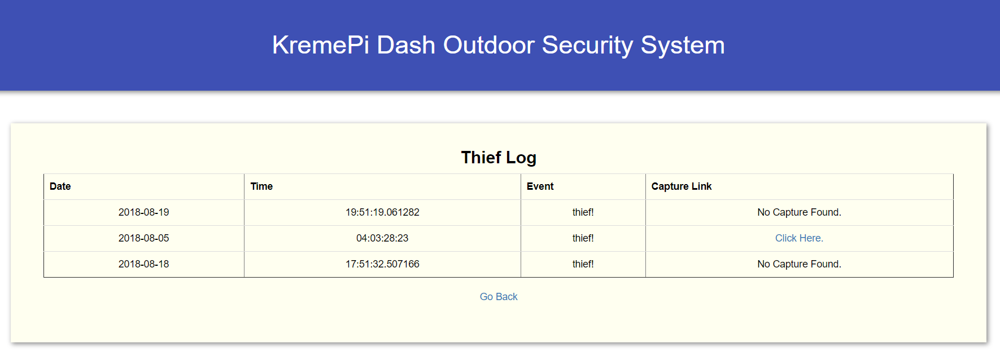 KremePi Dash Outdoor Security System
Thief Log
Date Time Event Capture Link
2018-08-19 19:51:19.061282 thief! No Capture Found.
2018-08-05 04:03:28:23 thief! Click Here.
2018-08-18 17:51:32.507166 thief! No Capture Found.
Go Back